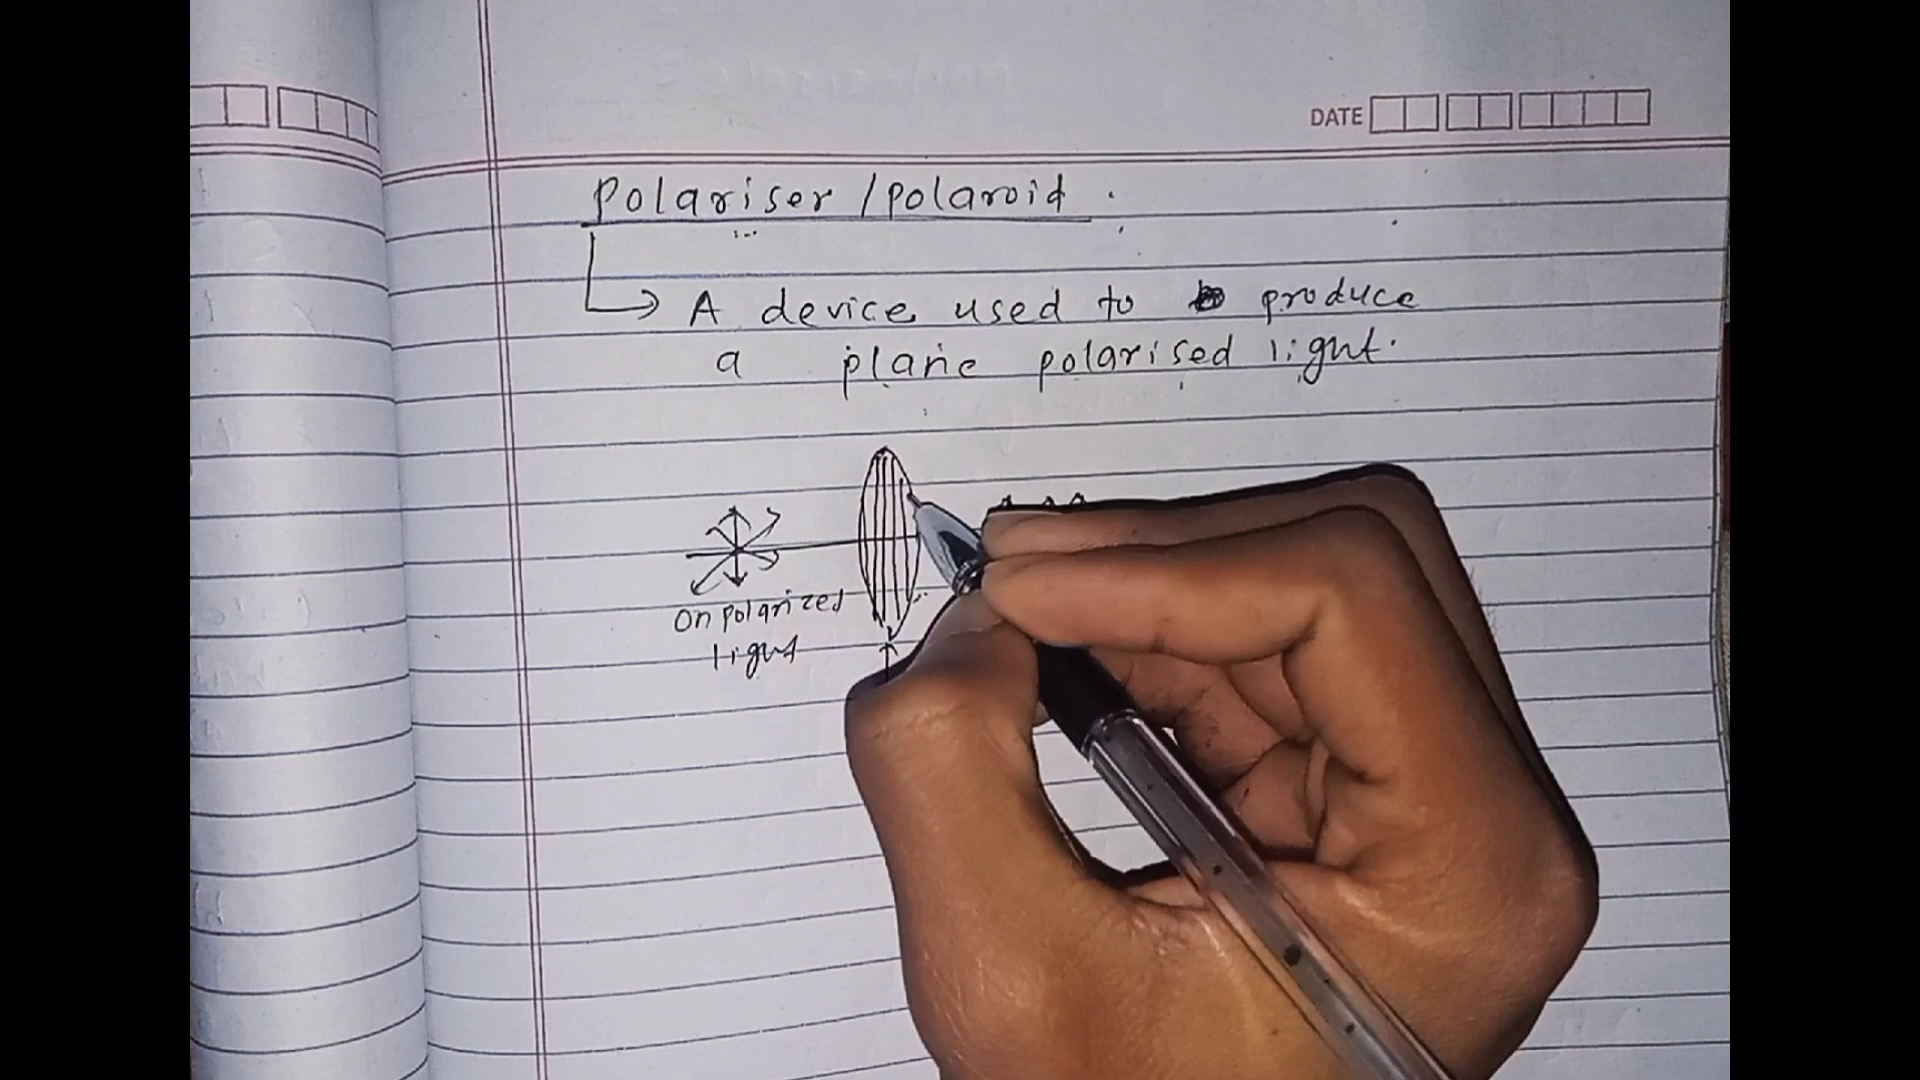 DATE
Polariser / polaroid
A device used to produce
a plane polarised light.
On polarized
light